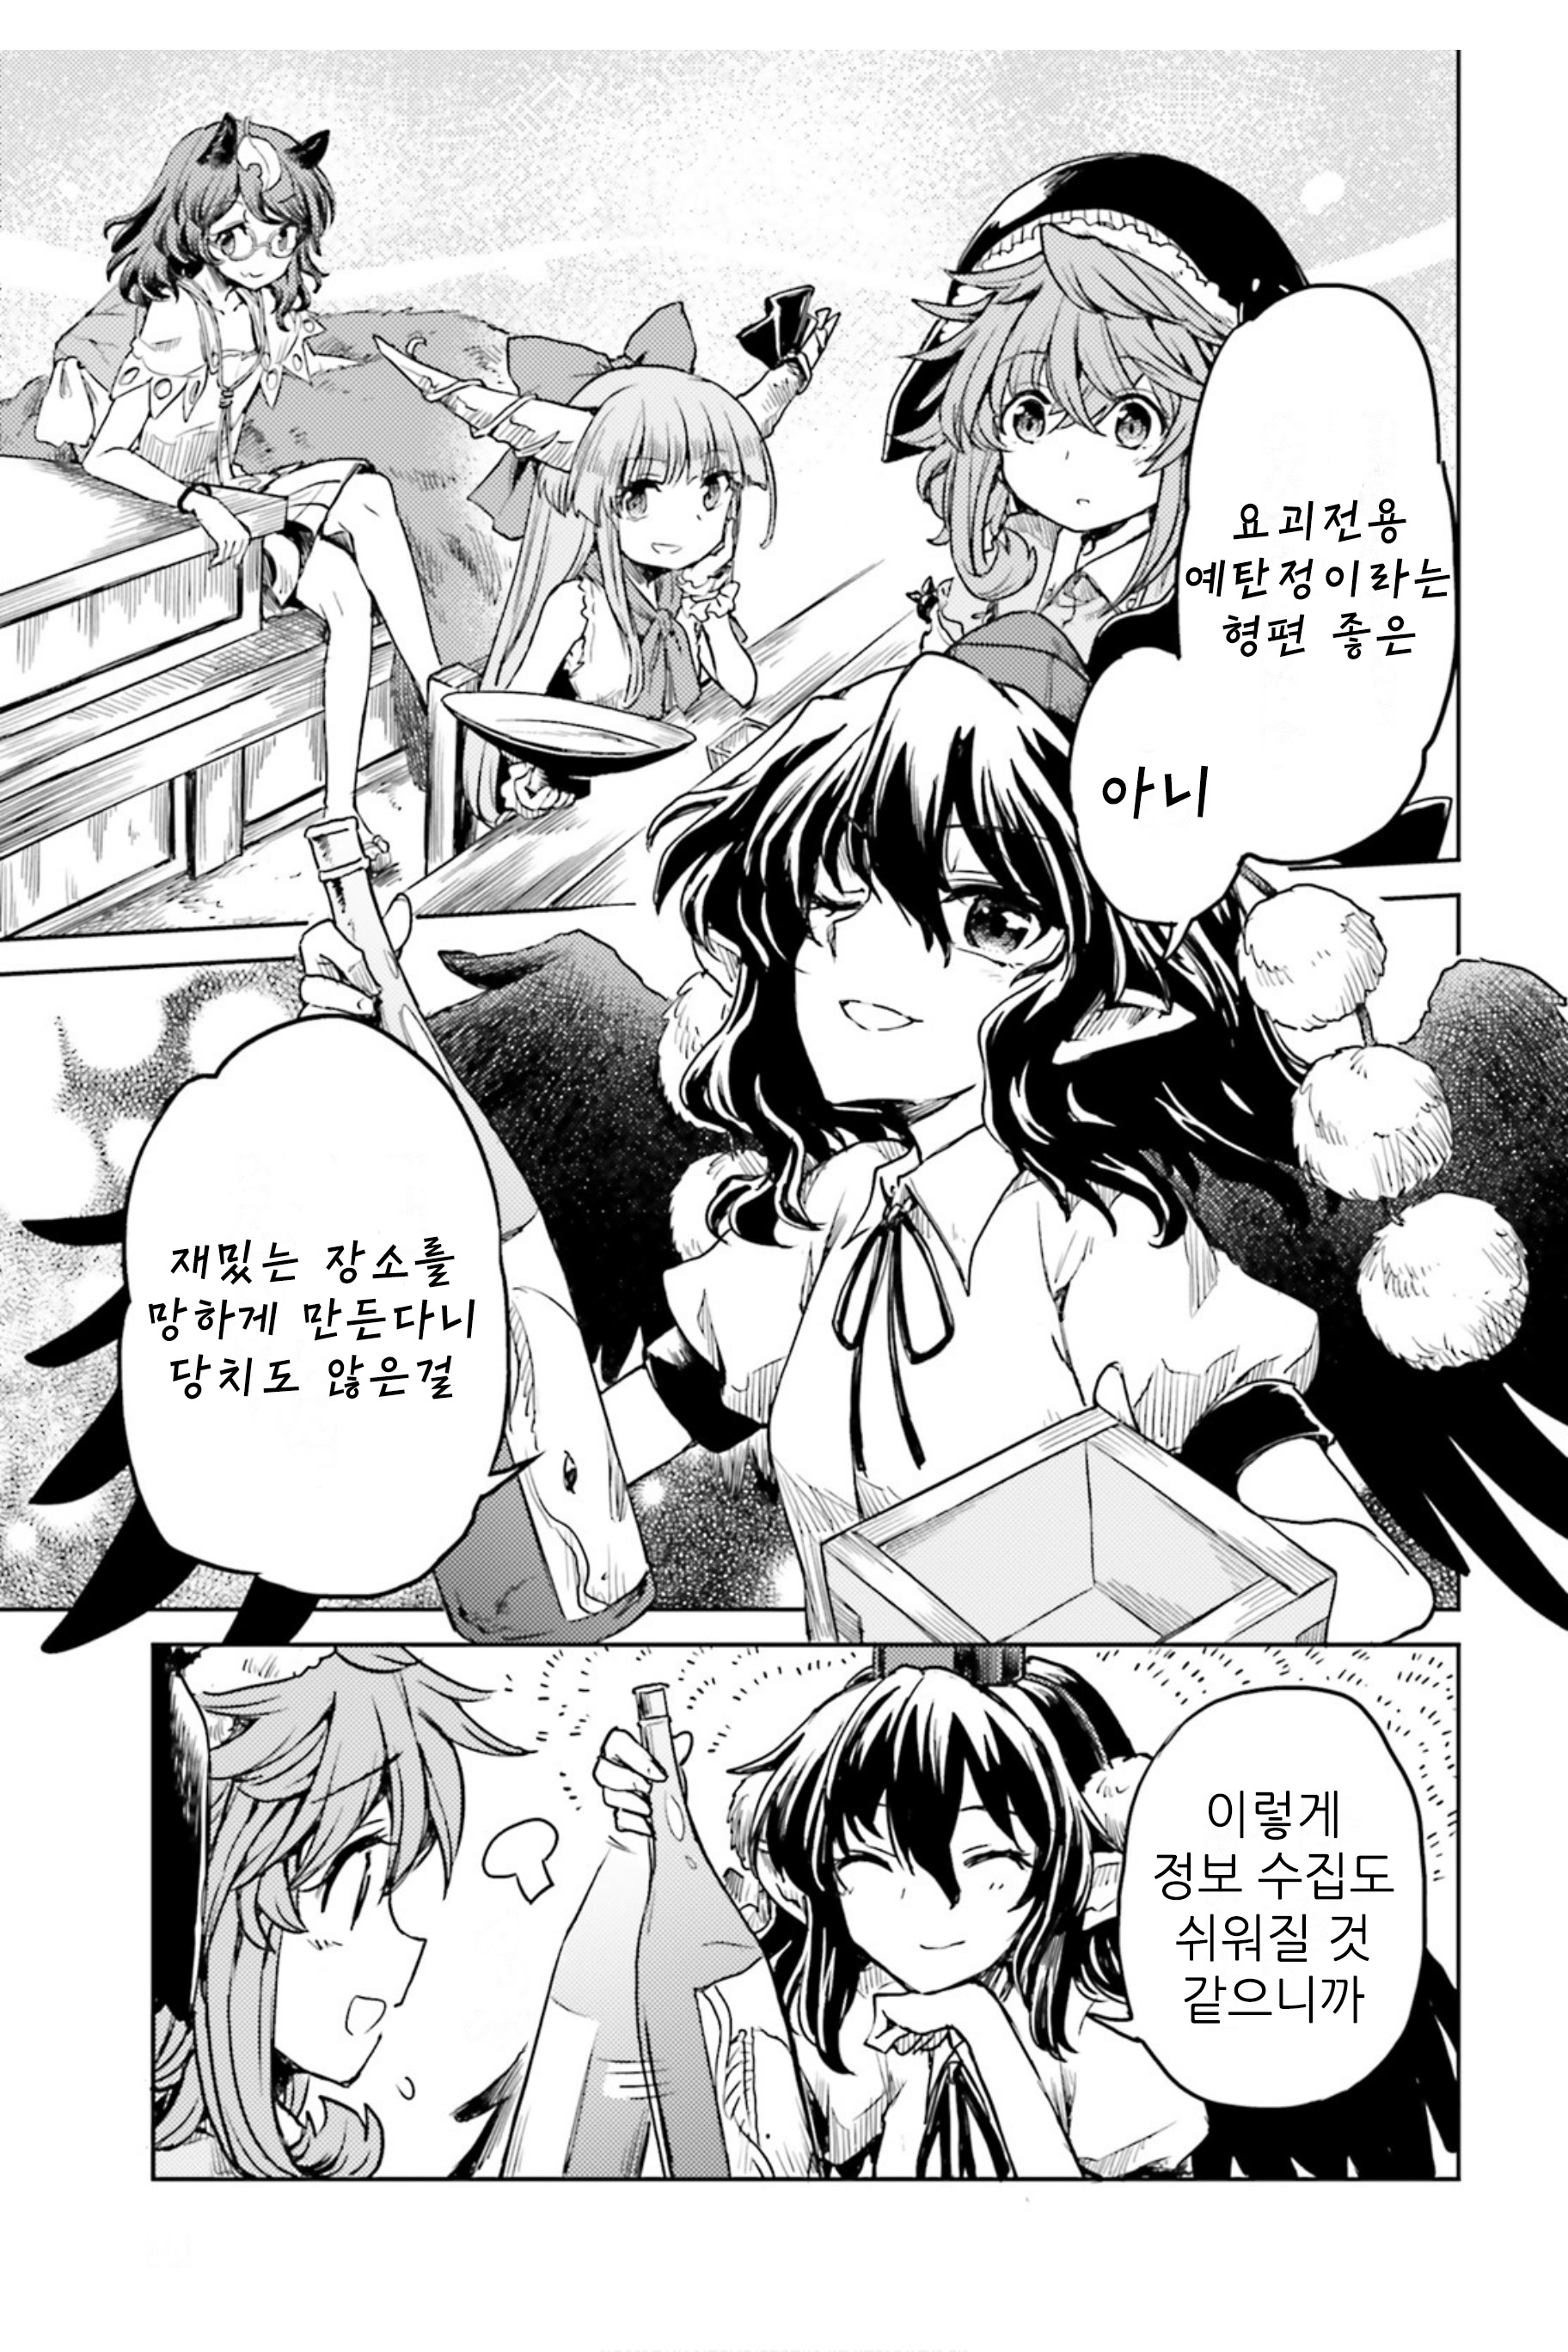 요괴전용
예탄정이라는
형편 좋은
아니
재밌는 장소를
망하게 만든다니
당치도 않은걸
이렇게
정보 수집도
쉬워질 것
같으니까